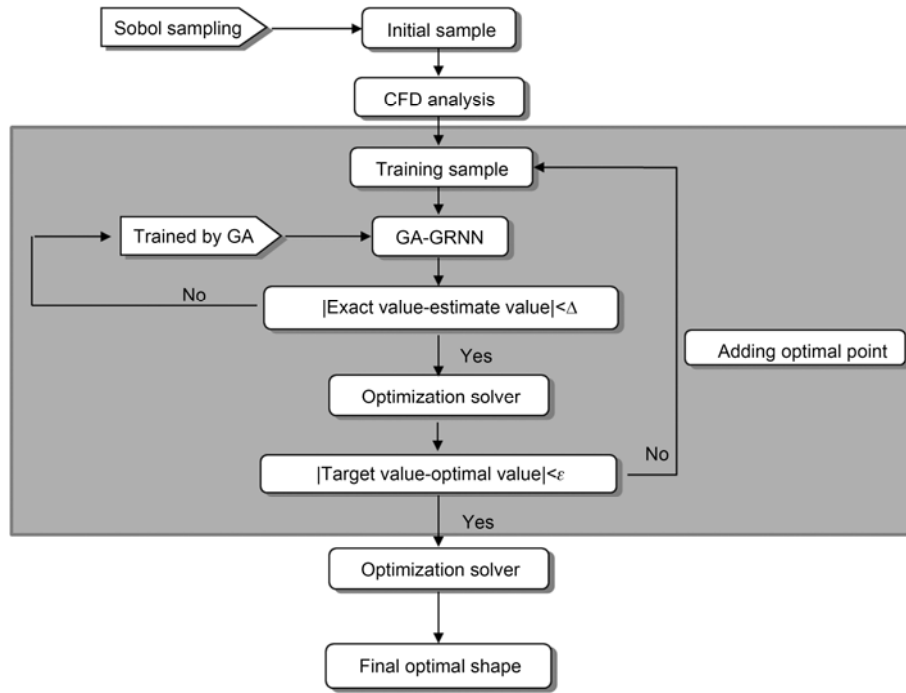 Sobol sampling
Initial sample
CFD analysis
Training sample
Trained by GA
GA-GRNN
No
|Exact value-estimate value|<Δ
Yes
Adding optimal point
Optimization solver
No
|Target value-optimal value|<ε
Yes
Optimization solver
Final optimal shape